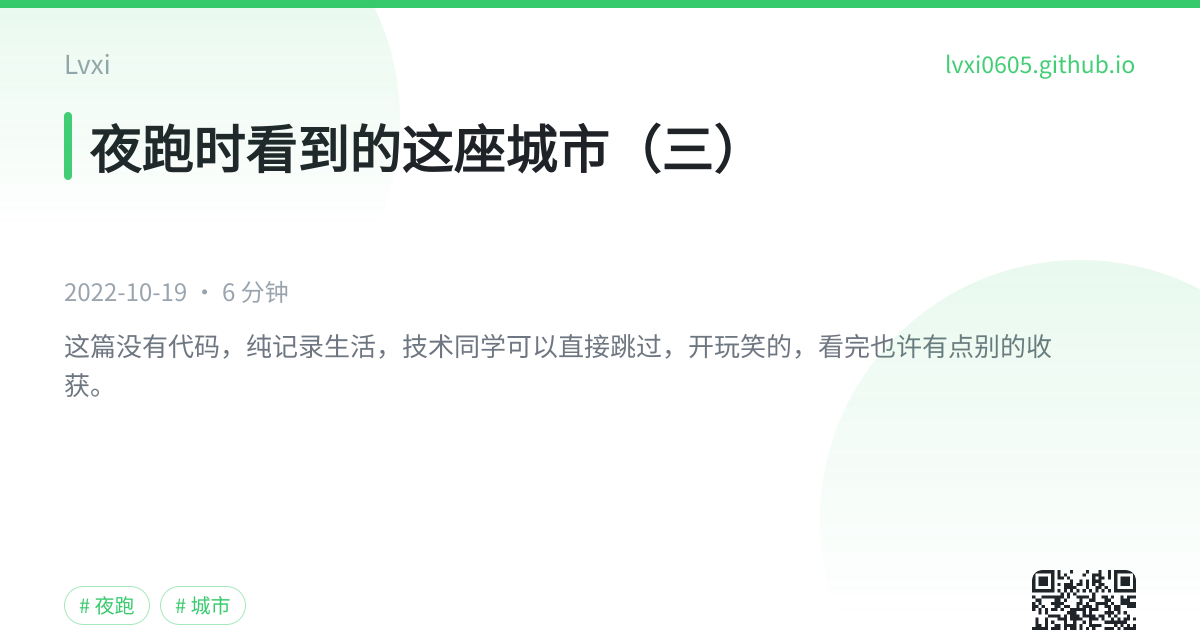 Lvxi
lvxi0605.github.io
夜跑时看到的这座城市（三）
2022-10-19 · 6 分钟
这篇没有代码，纯记录生活，技术同学可以直接跳过，开玩笑的，看完也许有点别的收
获。
# 夜跑
# 城市